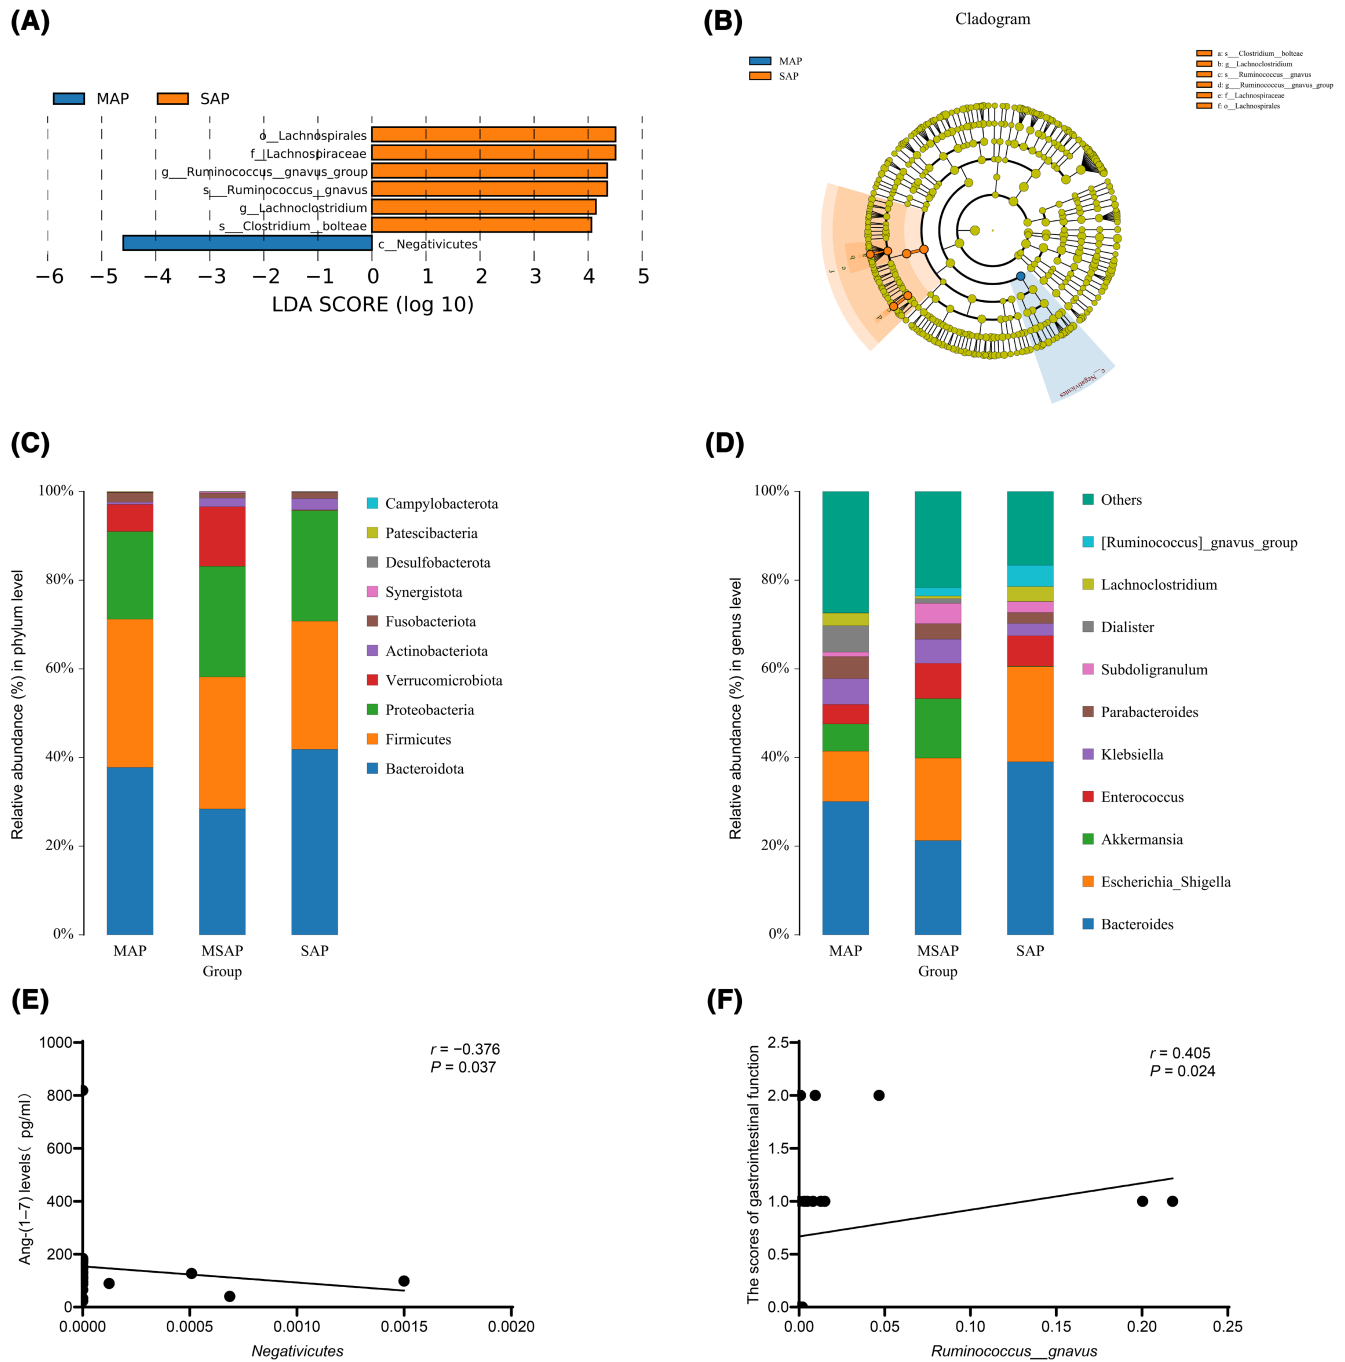 (A)
MAP
SAP
o__Lachnospirales
f__Lachnospiraceae
g___Ruminococcus__gnavus_group
s___Ruminococcus__gnavus
g__Lachnoclostridium
s___Clostridium__bolteae
c__Negativicutes
−6 −5 −4 −3 −2 −1 0 1 2 3 4 5
LDA SCORE (log 10)
(B)
Cladogram
MAP
SAP
a: s___Clostridium__bolteae
b: g__Lachnoclostridium
c: s___Ruminococcus__gnavus
d: g___Ruminococcus__gnavus_group
e: f__Lachnospiraceae
f: o__Lachnospirales
c__Negativicutes
(C)
Relative abundance (%) in phylum level
100%
80%
60%
40%
20%
0%
MAP MSAP SAP
Group
Campylobacterota
Patescibacteria
Desulfobacterota
Synergistota
Fusobacteriota
Actinobacteriota
Verrucomicrobiota
Proteobacteria
Firmicutes
Bacteroidota
(D)
Relative abundance (%) in genus level
100%
80%
60%
40%
20%
0%
MAP MSAP SAP
Group
Others
[Ruminococcus]_gnavus_group
Lachnoclostridium
Dialister
Subdoligranulum
Parabacteroides
Klebsiella
Enterococcus
Akkermansia
Escherichia_Shigella
Bacteroides
(E)
Ang-(1–7) levels( pg/ml)
1000
800
600
400
200
0
r = −0.376
P = 0.037
0.0000 0.0005 0.0010 0.0015 0.0020
Negativicutes
(F)
The scores of gastrointestinal function
2.5
2.0
1.5
1.0
0.5
0.0
r = 0.405
P = 0.024
0.00 0.05 0.10 0.15 0.20 0.25
Ruminococcus__gnavus